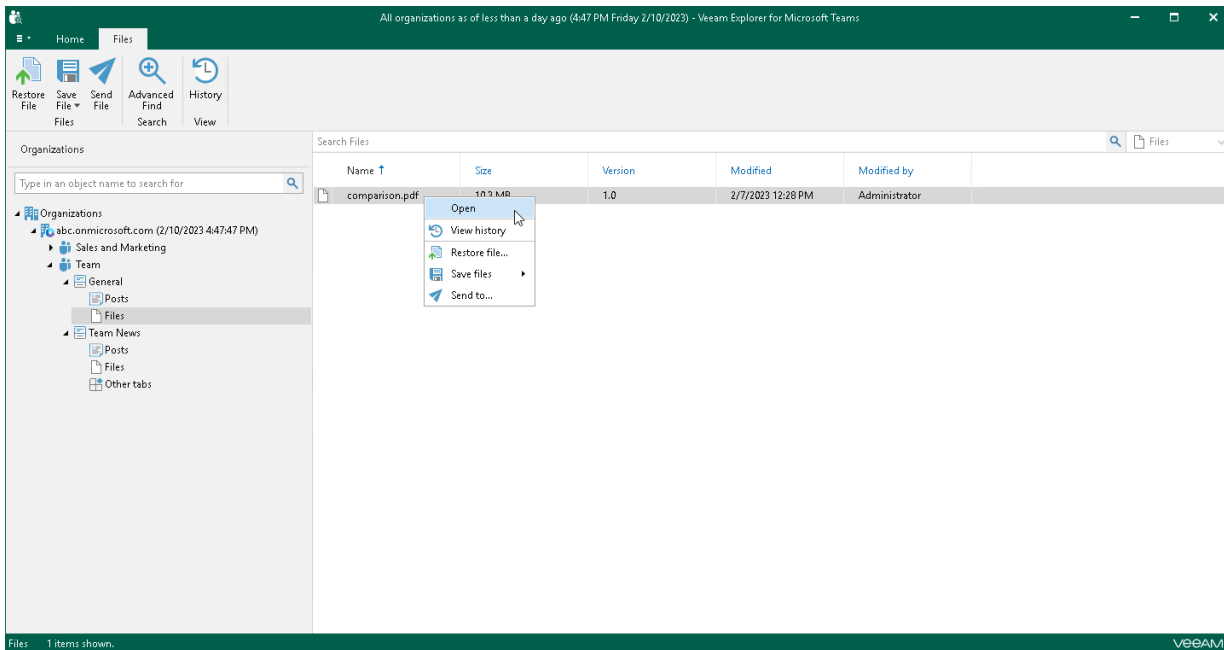 All organizations as of less than a day ago (4:47 PM Friday 2/10/2023) - Veeam Explorer for Microsoft Teams
Home Files
Restore File
Save File
Send File
Advanced Find
History
Files Search View
Organizations
Type in an object name to search for
Organizations
abc.onmicrosoft.com (2/10/2023 4:47:47 PM)
Sales and Marketing
Team
General
Posts
Files
Team News
Posts
Files
Other tabs
Search Files
Files
Name Size Version Modified Modified by
comparison.pdf 10.3 MB 1.0 2/7/2023 12:28 PM Administrator
Open
View history
Restore file...
Save files
Send to...
Files 1 items shown.
veeAM